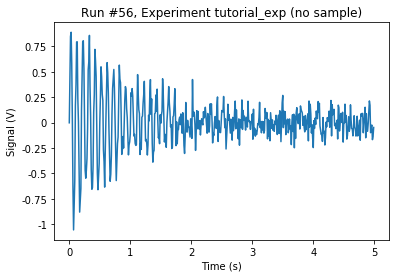 Run #56, Experiment tutorial_exp (no sample)
0.75
0.5
0.25
0
-0.25
-0.5
-0.75
-1
Signal (V)
0 1 2 3 4 5
Time (s)